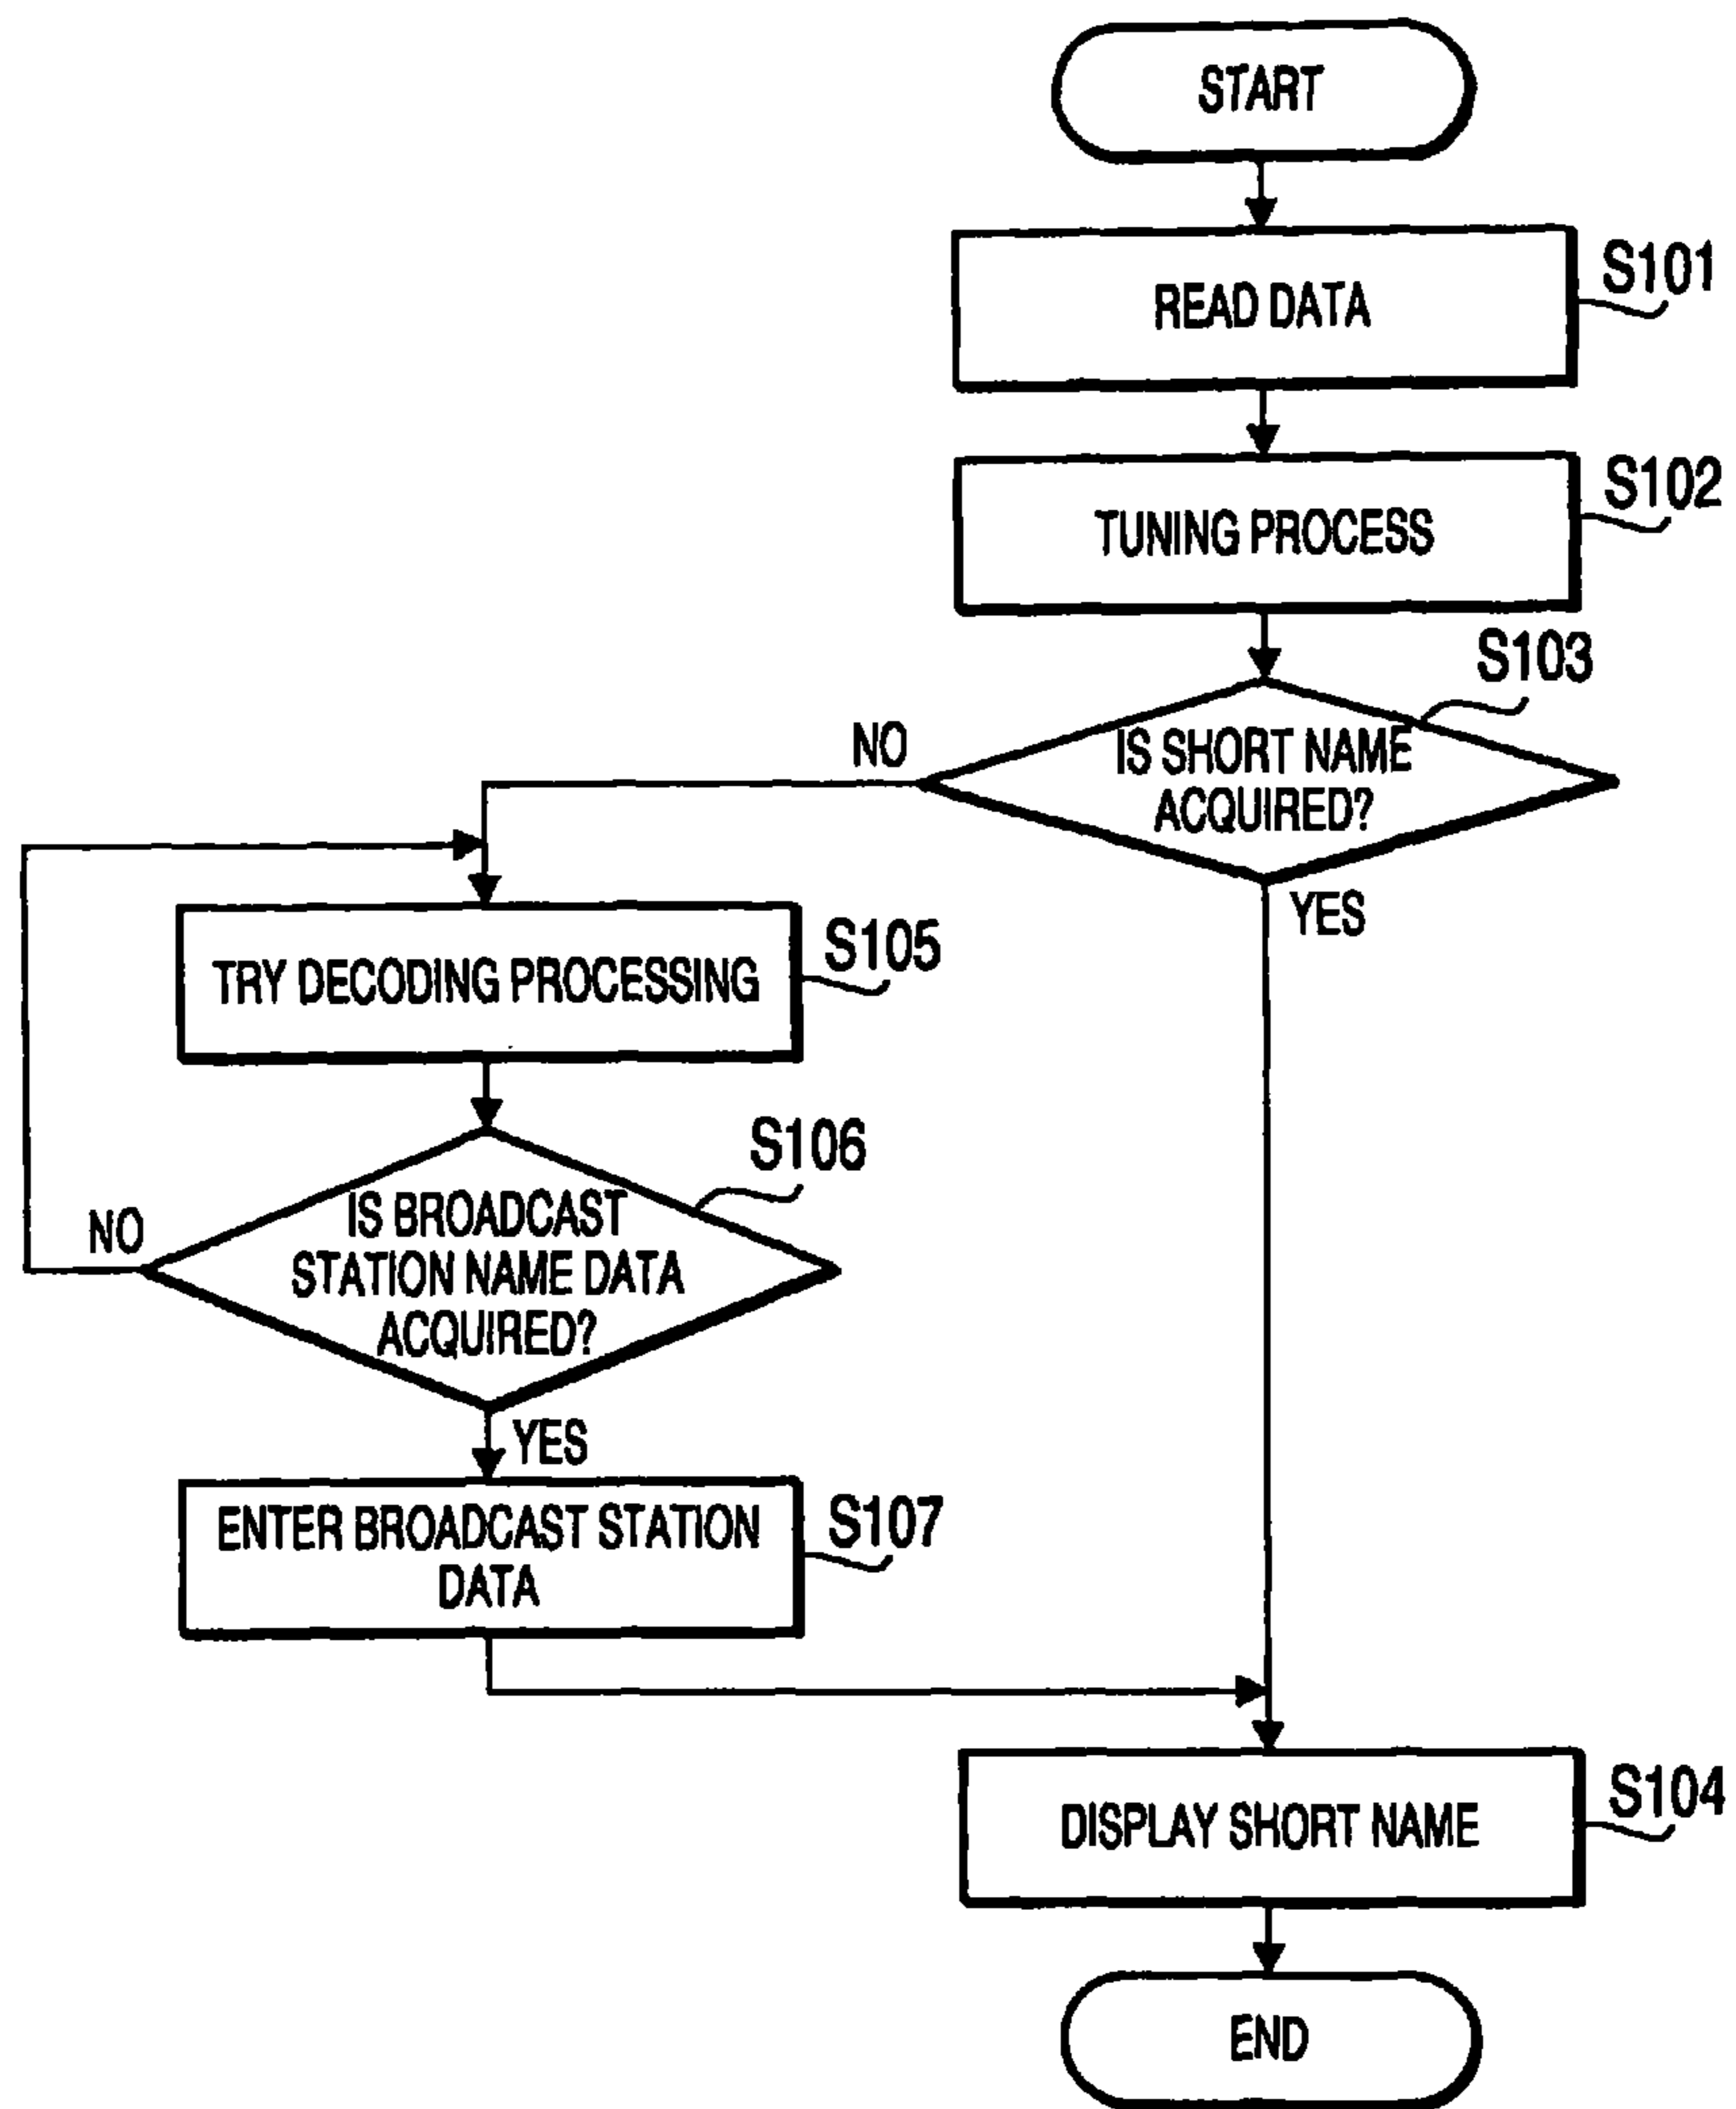 START
READ DATA
S101
TUNING PROCESS
S102
S103
IS SHORT NAME
ACQUIRED?
NO
YES
TRY DECODING PROCESSING
S105
S106
IS BROADCAST
STATION NAME DATA
ACQUIRED?
NO
YES
ENTER BROADCAST STATION
DATA
S107
DISPLAY SHORT NAME
S104
END